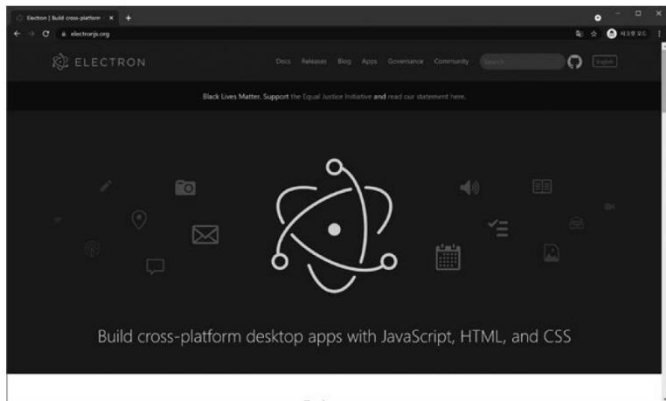 Electron | Build cross-platform
electronjs.org
ELECTRON
Docs Releases Blog Apps Governance Community Search English
Black Lives Matter. Support the Equal Justice Initiative and read our statement here.
Build cross-platform desktop apps with JavaScript, HTML, and CSS